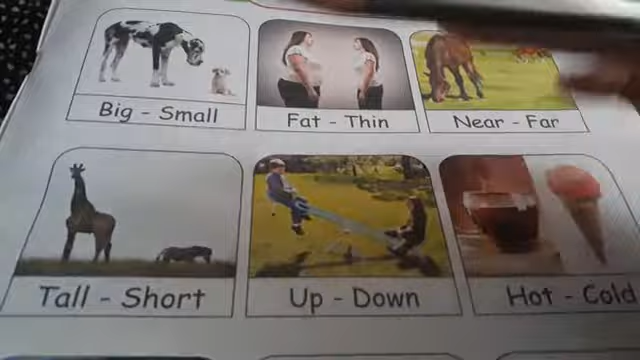 Big - Small
Fat - Thin
Near - Far
Tall - Short
Up - Down
Hot - Cold